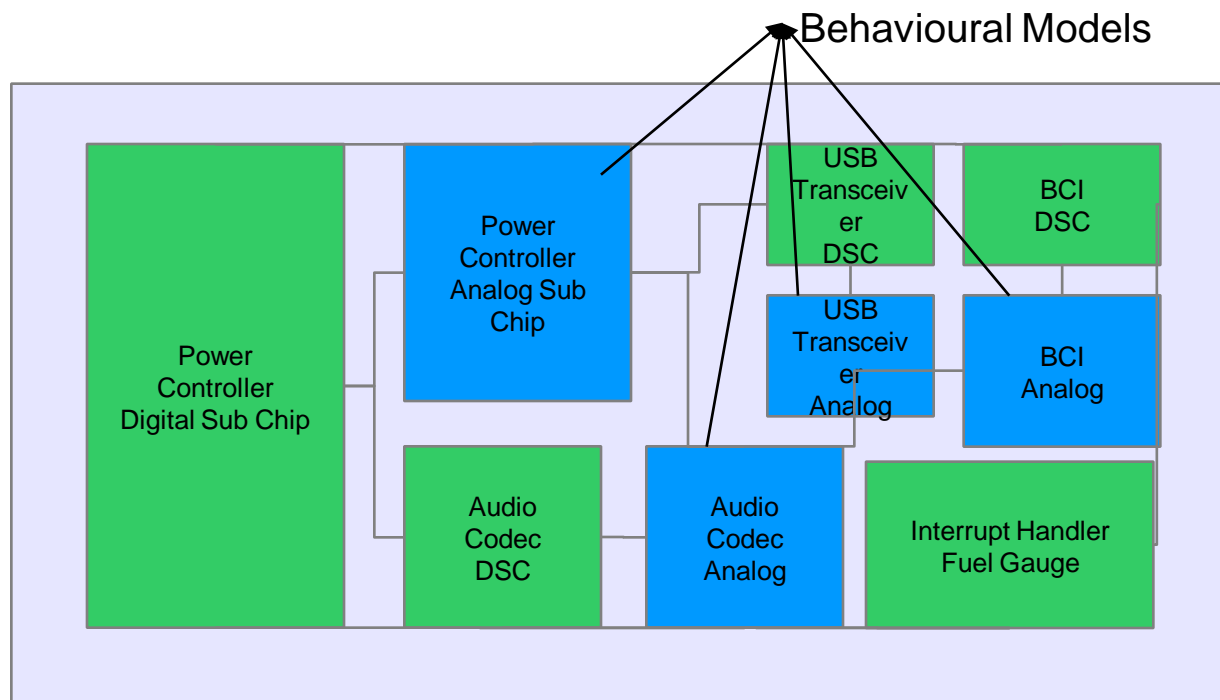 Behavioural Models
Power
Controller
Digital Sub Chip
Power
Controller
Analog Sub
Chip
USB
Transceiv
er
DSC
BCI
DSC
USB
Transceiv
er
Analog
BCI
Analog
Audio
Codec
DSC
Audio
Codec
Analog
Interrupt Handler
Fuel Gauge